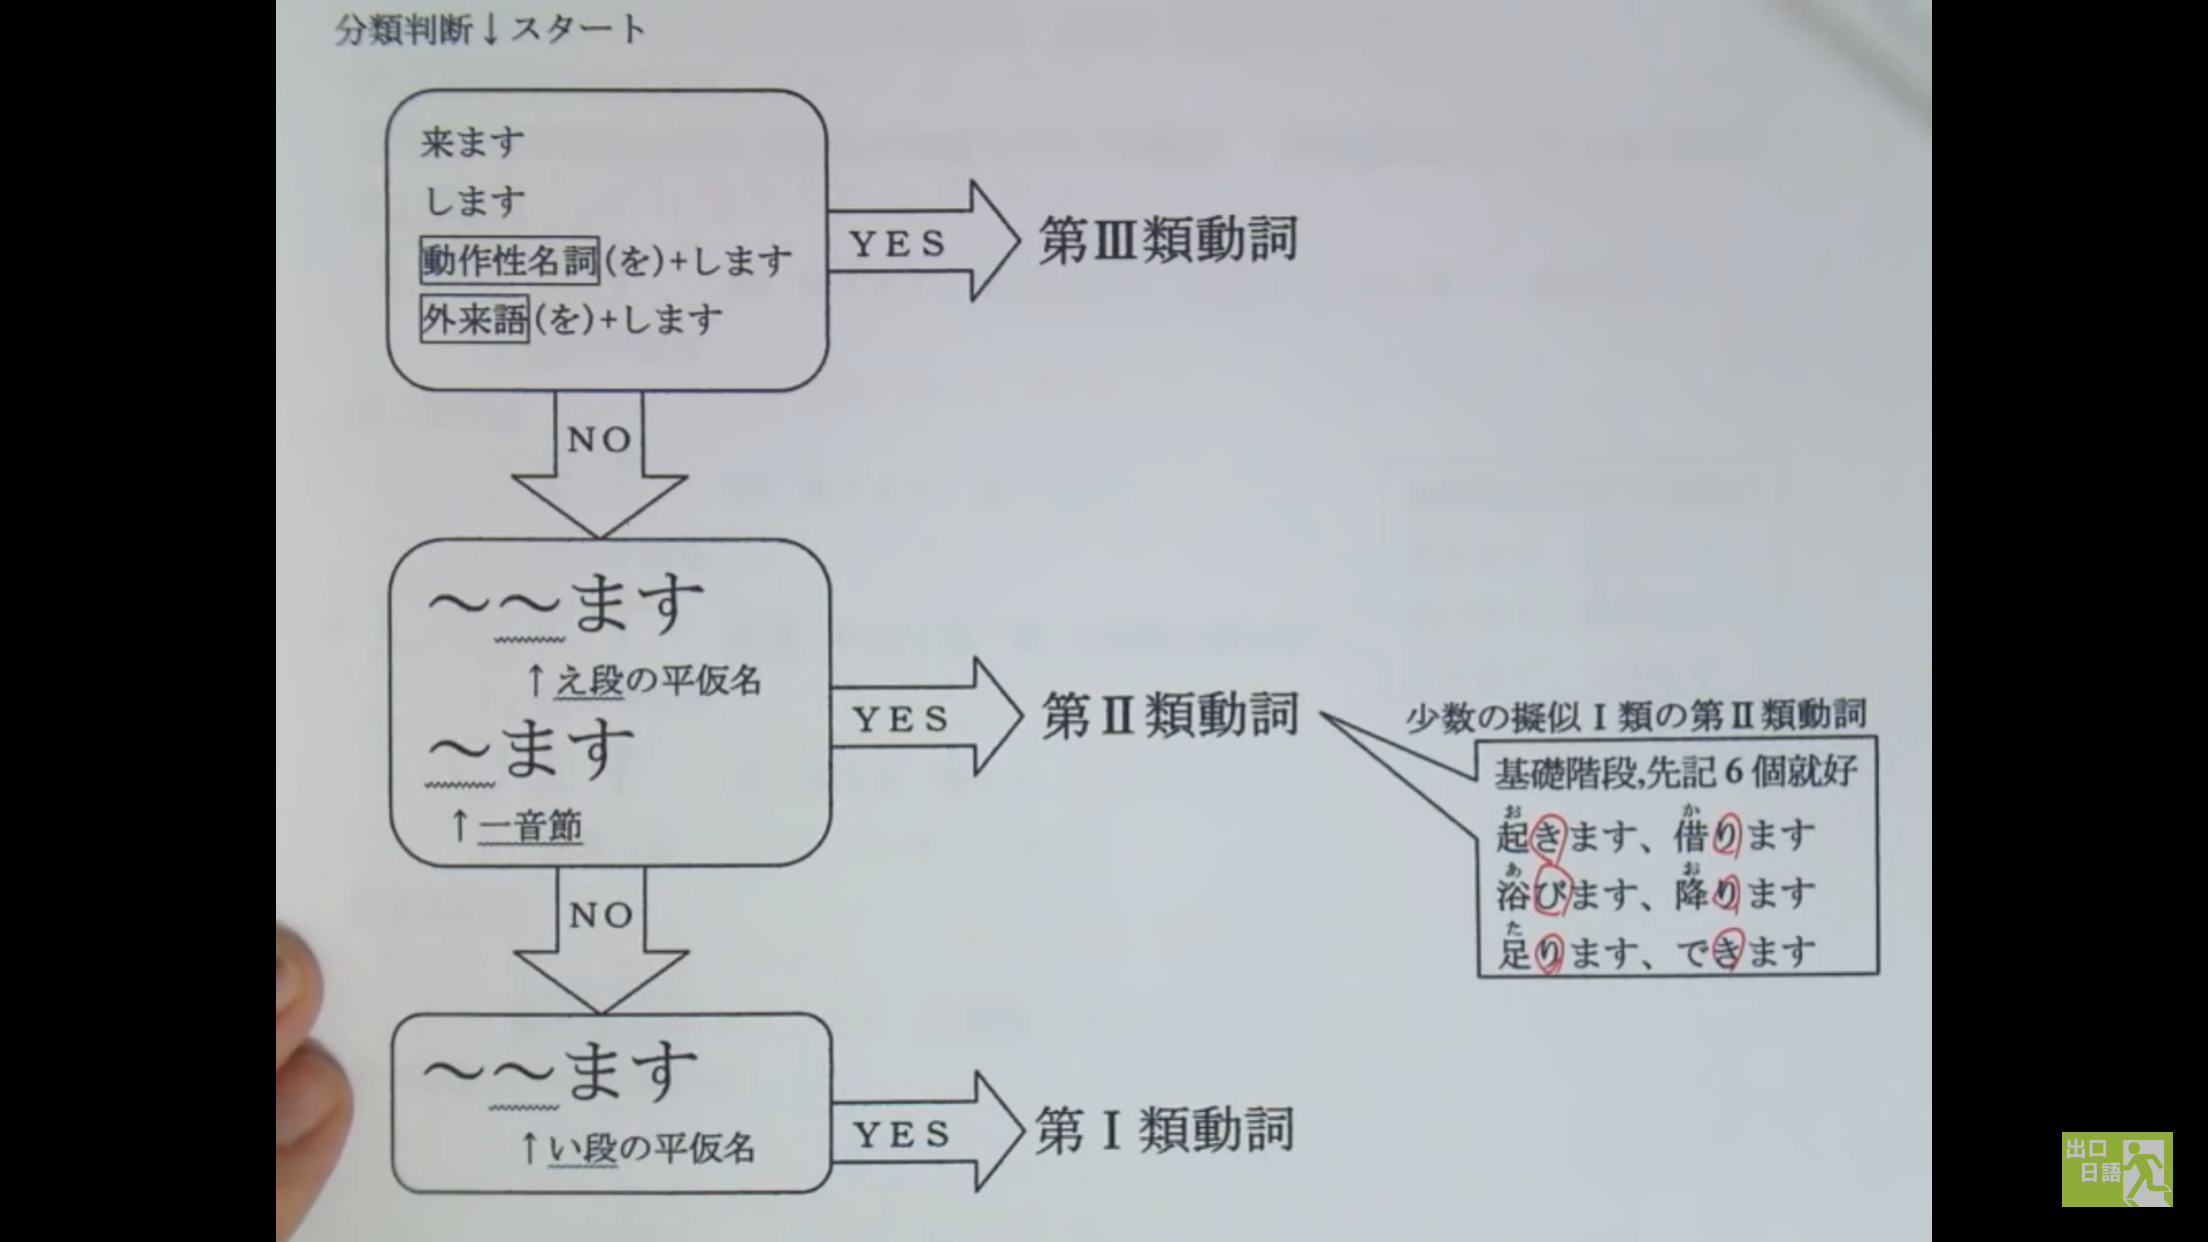 分類判断↓スタート
来ます
します
動作性名詞(を)+します
外来語(を)+します
YES
第Ⅲ類動詞
NO
～～ます
↑え段の平仮名
～ます
↑一音節
YES
第Ⅱ類動詞
少数の擬似Ⅰ類の第Ⅱ類動詞
基礎階段,先記6個就好
お か
起きます、借ります
あ お
浴びます、降ります
た
足ります、できます
NO
～～ます
↑い段の平仮名
YES
第Ⅰ類動詞
出口
日語